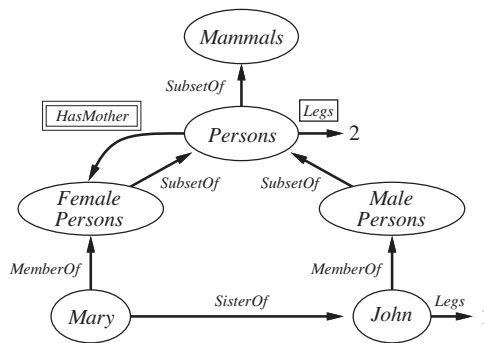 Mammals
SubsetOf
HasMother
Legs
Persons
2
SubsetOf
SubsetOf
Female
Persons
Male
Persons
MemberOf
MemberOf
Mary
SisterOf
John
Legs